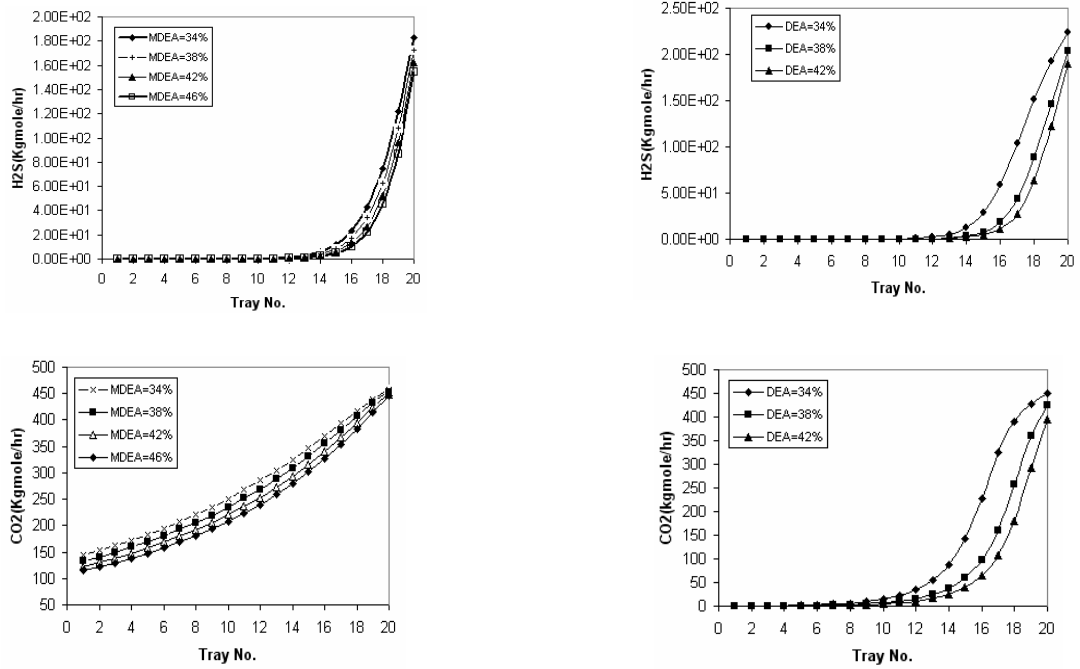 2.00E+02
1.80E+02
1.60E+02
1.40E+02
1.20E+02
1.00E+02
8.00E+01
6.00E+01
4.00E+01
2.00E+01
0.00E+00
H2S(Kgmole/hr)
MDEA=34%
MDEA=38%
MDEA=42%
MDEA=46%
0 2 4 6 8 10 12 14 16 18 20
Tray No.
2.50E+02
2.00E+02
1.50E+02
1.00E+02
5.00E+01
0.00E+00
H2S(Kgmole/hr)
DEA=34%
DEA=38%
DEA=42%
0 2 4 6 8 10 12 14 16 18 20
Tray No.
500
450
400
350
300
250
200
150
100
50
CO2(Kgmole/hr)
MDEA=34%
MDEA=38%
MDEA=42%
MDEA=46%
0 2 4 6 8 10 12 14 16 18 20
Tray No.
500
450
400
350
300
250
200
150
100
50
0
CO2(kgmole/hr)
DEA=34%
DEA=38%
DEA=42%
0 2 4 6 8 10 12 14 16 18 20
Tray No.